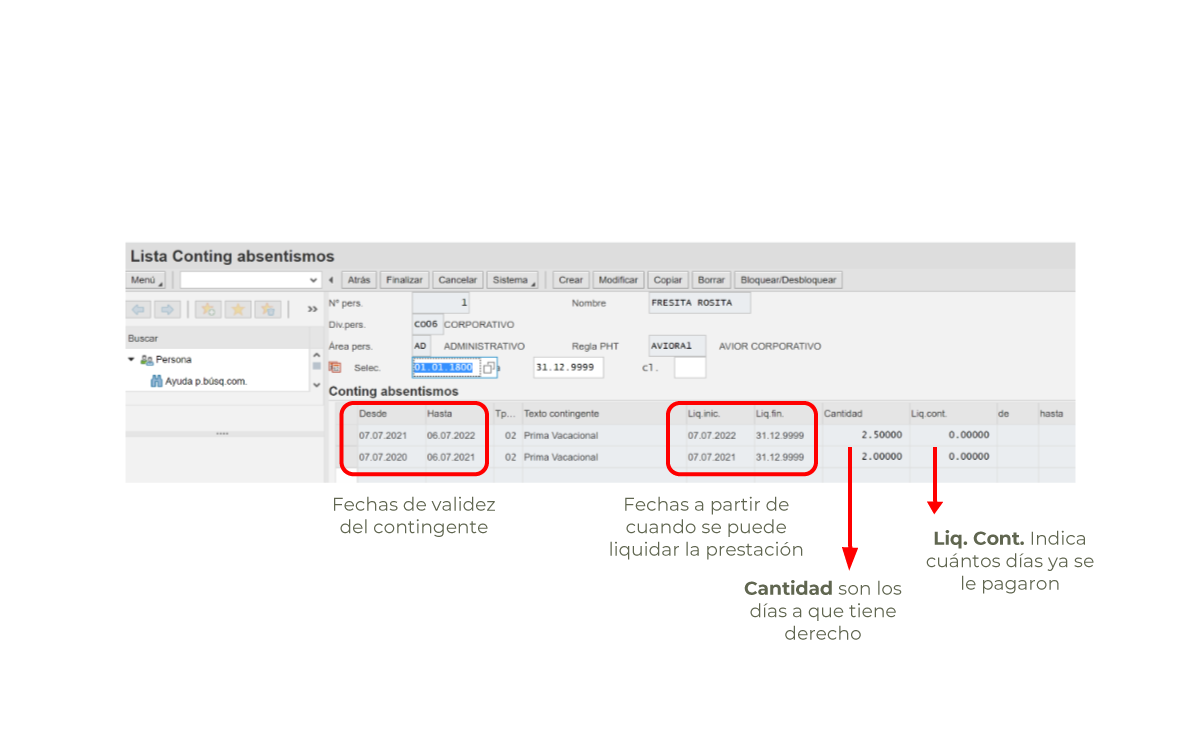 Lista Conting absentismos
Menú Atrás Finalizar Cancelar Sistema Crear Modificar Copiar Borrar Bloquear/Desbloquear
Nº pers. 1 Nombre FRESITA ROSITA
Div.pers. CO06 CORPORATIVO
Buscar
Área pers. AD ADMINISTRATIVO Regla PHT AVIORA1 AVIOR CORPORATIVO
Persona
Selec. 01.01.1800 31.12.9999 cl.
Ayuda p.búsq.com.
Conting absentismos
Desde Hasta Tp... Texto contingente Liq.inic. Liq.fin. Cantidad Liq.cont. de hasta
07.07.2021 06.07.2022 02 Prima Vacacional 07.07.2022 31.12.9999 2.50000 0.00000
07.07.2020 06.07.2021 02 Prima Vacacional 07.07.2021 31.12.9999 2.00000 0.00000
Fechas de validez
del contingente
Fechas a partir de
cuando se puede
liquidar la prestación
Liq. Cont. Indica
cuántos días ya se
le pagaron
Cantidad son los
días a que tiene
derecho